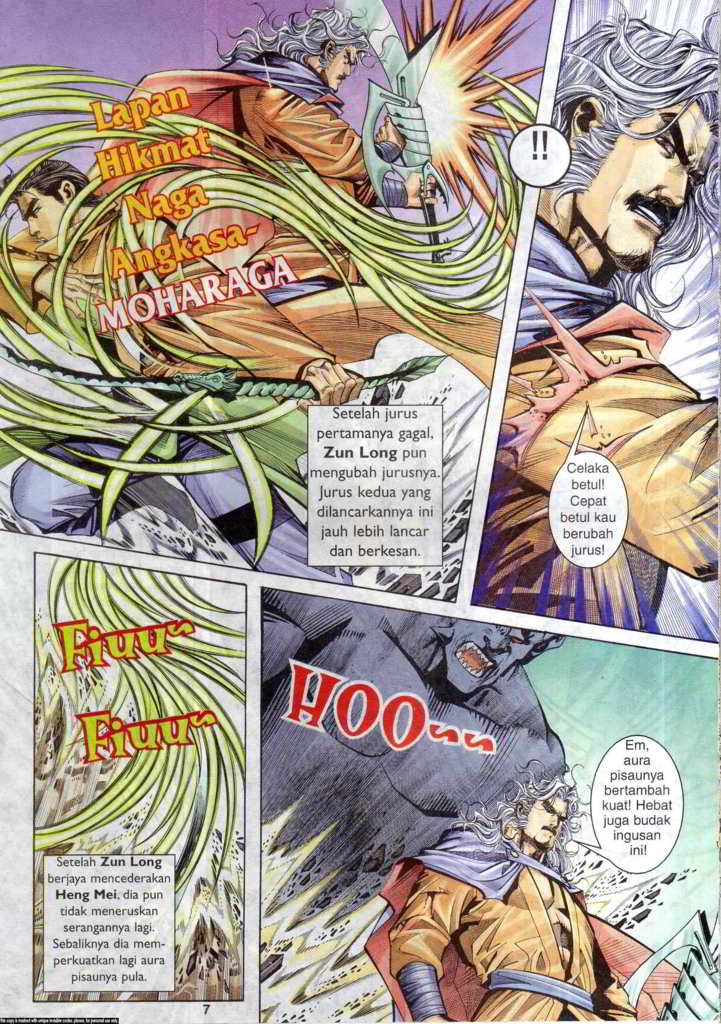 Lapan
Hikmat
Naga
Angkasa-
MOHARAGA
!!
Setelah jurus
pertamanya gagal,
Zun Long pun
mengubah jurusnya.
Jurus kedua yang
dilancarkannya ini
jauh lebih lancar
dan berkesan.
Celaka
betul!
Cepat
betul kau
berubah
jurus!
Fiuuu
Fiuuu
Setelah Zun Long
berjaya mencederakan
Heng Mei, dia pun
tidak meneruskan
serangannya lagi.
Sebaliknya dia mem-
perkuatkan lagi aura
pisaunya pula.
HOOuu
Em,
aura
pisaunya
bertambah
kuat! Hebat
juga budak
ingusan
ini!
7